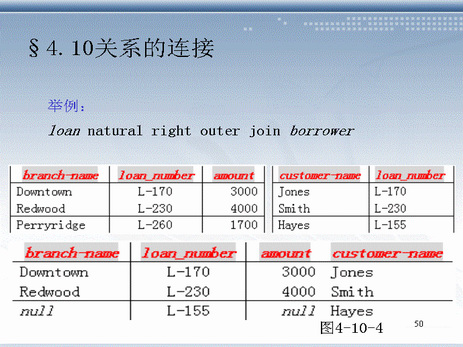 §4.10关系的连接
举例：
loan natural right outer join borrower
branch-name loan_number amount customer-name loan_number
Downtown L-170 3000 Jones L-170
Redwood L-230 4000 Smith L-230
Perryridge L-260 1700 Hayes L-155
branch-name loan_number amount customer-name
Downtown L-170 3000 Jones
Redwood L-230 4000 Smith
null L-155 null Hayes
图4-10-4 50